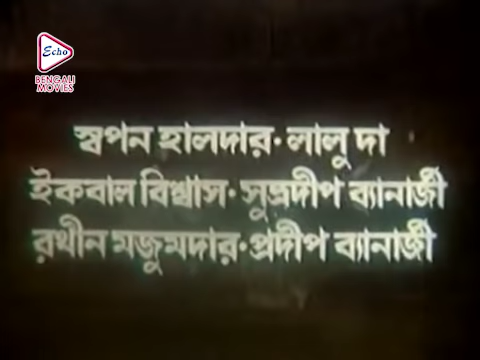 Echo
BENGALI
MOVIES
স্বপন হালদার·লালু দা
ইকবাল বিশ্বাস·সুভ্রদীপ ব্যানার্জী
রথীন মজুমদার·প্রদীপ ব্যানার্জী